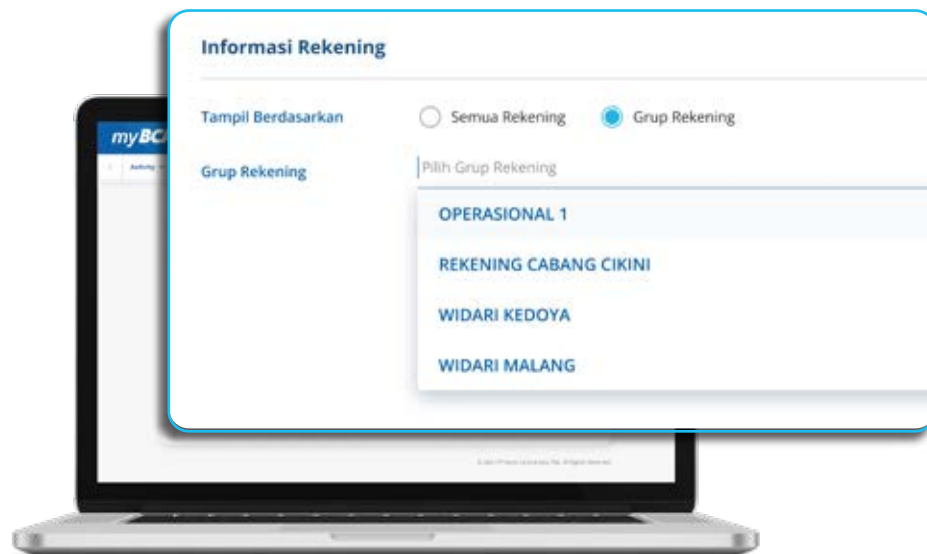 Informasi Rekening
Tampil Berdasarkan
Semua Rekening
Grup Rekening
Grup Rekening
Pilih Grup Rekening
OPERASIONAL 1
REKENING CABANG CIKINI
WIDARI KEDOYA
WIDARI MALANG
myBC
Activity